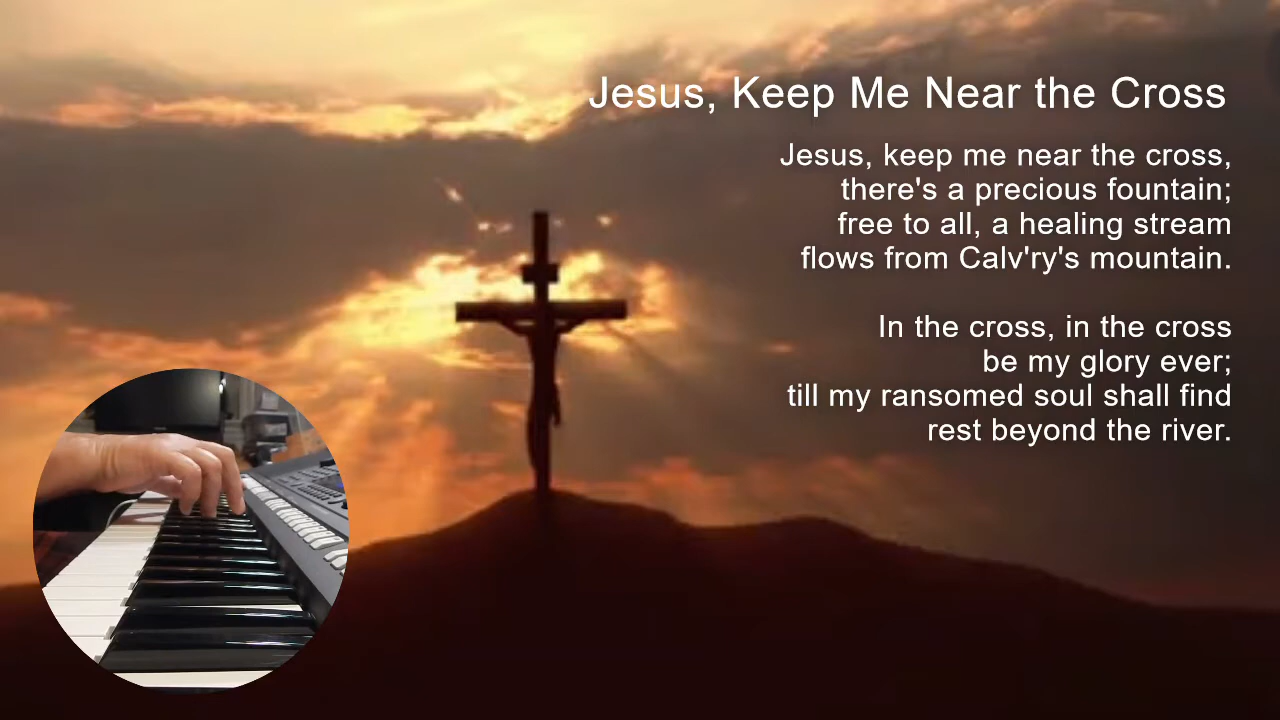 Jesus, Keep Me Near the Cross
Jesus, keep me near the cross,
there's a precious fountain;
free to all, a healing stream
flows from Calv'ry's mountain.
In the cross, in the cross
be my glory ever;
till my ransomed soul shall find
rest beyond the river.